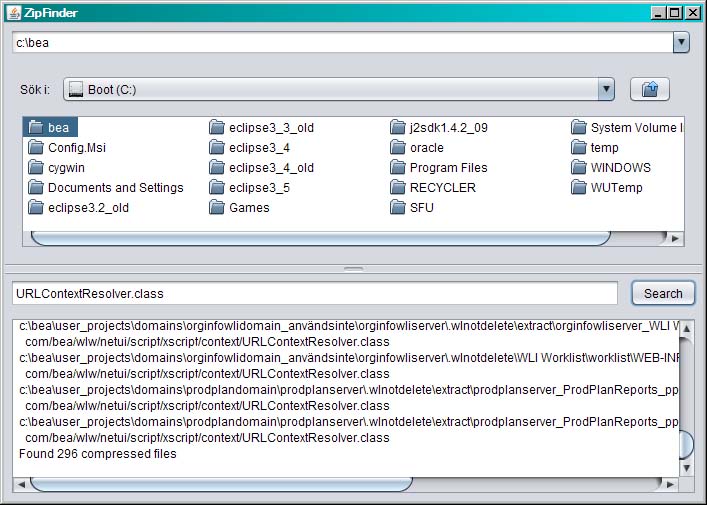 ZipFinder
c:\bea
Sök i: Boot (C:)
bea eclipse3_3_old j2sdk1.4.2_09 System Volume I
Config.Msi eclipse3_4 oracle temp
cygwin eclipse3_4_old Program Files WINDOWS
Documents and Settings eclipse3_5 RECYCLER WUTemp
eclipse3.2_old Games SFU
URLContextResolver.class Search
c:\bea\user_projects\domains\orginfowlidomain_användsinte\orginfowliserver\.wlnotdelete\extract\orginfowliserver_WLI W
com/bea/wlw/netui/script/xscript/context/URLContextResolver.class
c:\bea\user_projects\domains\orginfowlidomain_användsinte\orginfowliserver\.wlnotdelete\WLI Worklist\worklist\WEB-INF
com/bea/wlw/netui/script/xscript/context/URLContextResolver.class
c:\bea\user_projects\domains\prodplandomain\prodplanserver\.wlnotdelete\extract\prodplanserver_ProdPlanReports_pp
com/bea/wlw/netui/script/xscript/context/URLContextResolver.class
c:\bea\user_projects\domains\prodplandomain\prodplanserver\.wlnotdelete\extract\prodplanserver_ProdPlanReports_pp
com/bea/wlw/netui/script/xscript/context/URLContextResolver.class
Found 296 compressed files